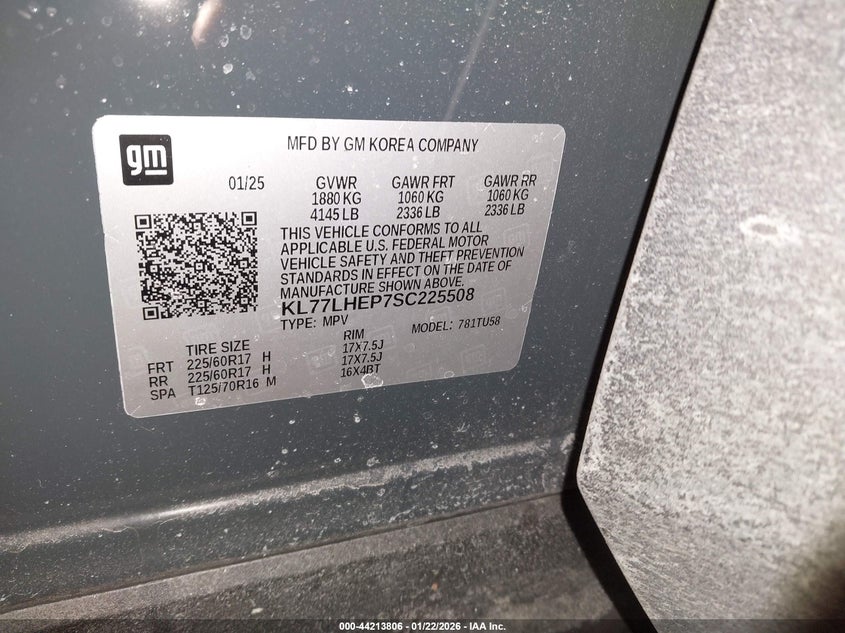 gm
MFD BY GM KOREA COMPANY
01/25 GVWR GAWR FRT GAWR RR
1880 KG 1060 KG 1060 KG
4145 LB 2336 LB 2336 LB
THIS VEHICLE CONFORMS TO ALL
APPLICABLE U.S. FEDERAL MOTOR
VEHICLE SAFETY AND THEFT PREVENTION
STANDARDS IN EFFECT ON THE DATE OF
MANUFACTURE SHOWN ABOVE.
KL77LHEP7SC225508
TYPE: MPV MODEL: 781TU58
TIRE SIZE RIM
FRT 225/60R17 H 17X7.5J
RR 225/60R17 H 17X7.5J
SPA T125/70R16 M 16X4BT
000-44213806 - 01/22/2026 - IAA Inc.